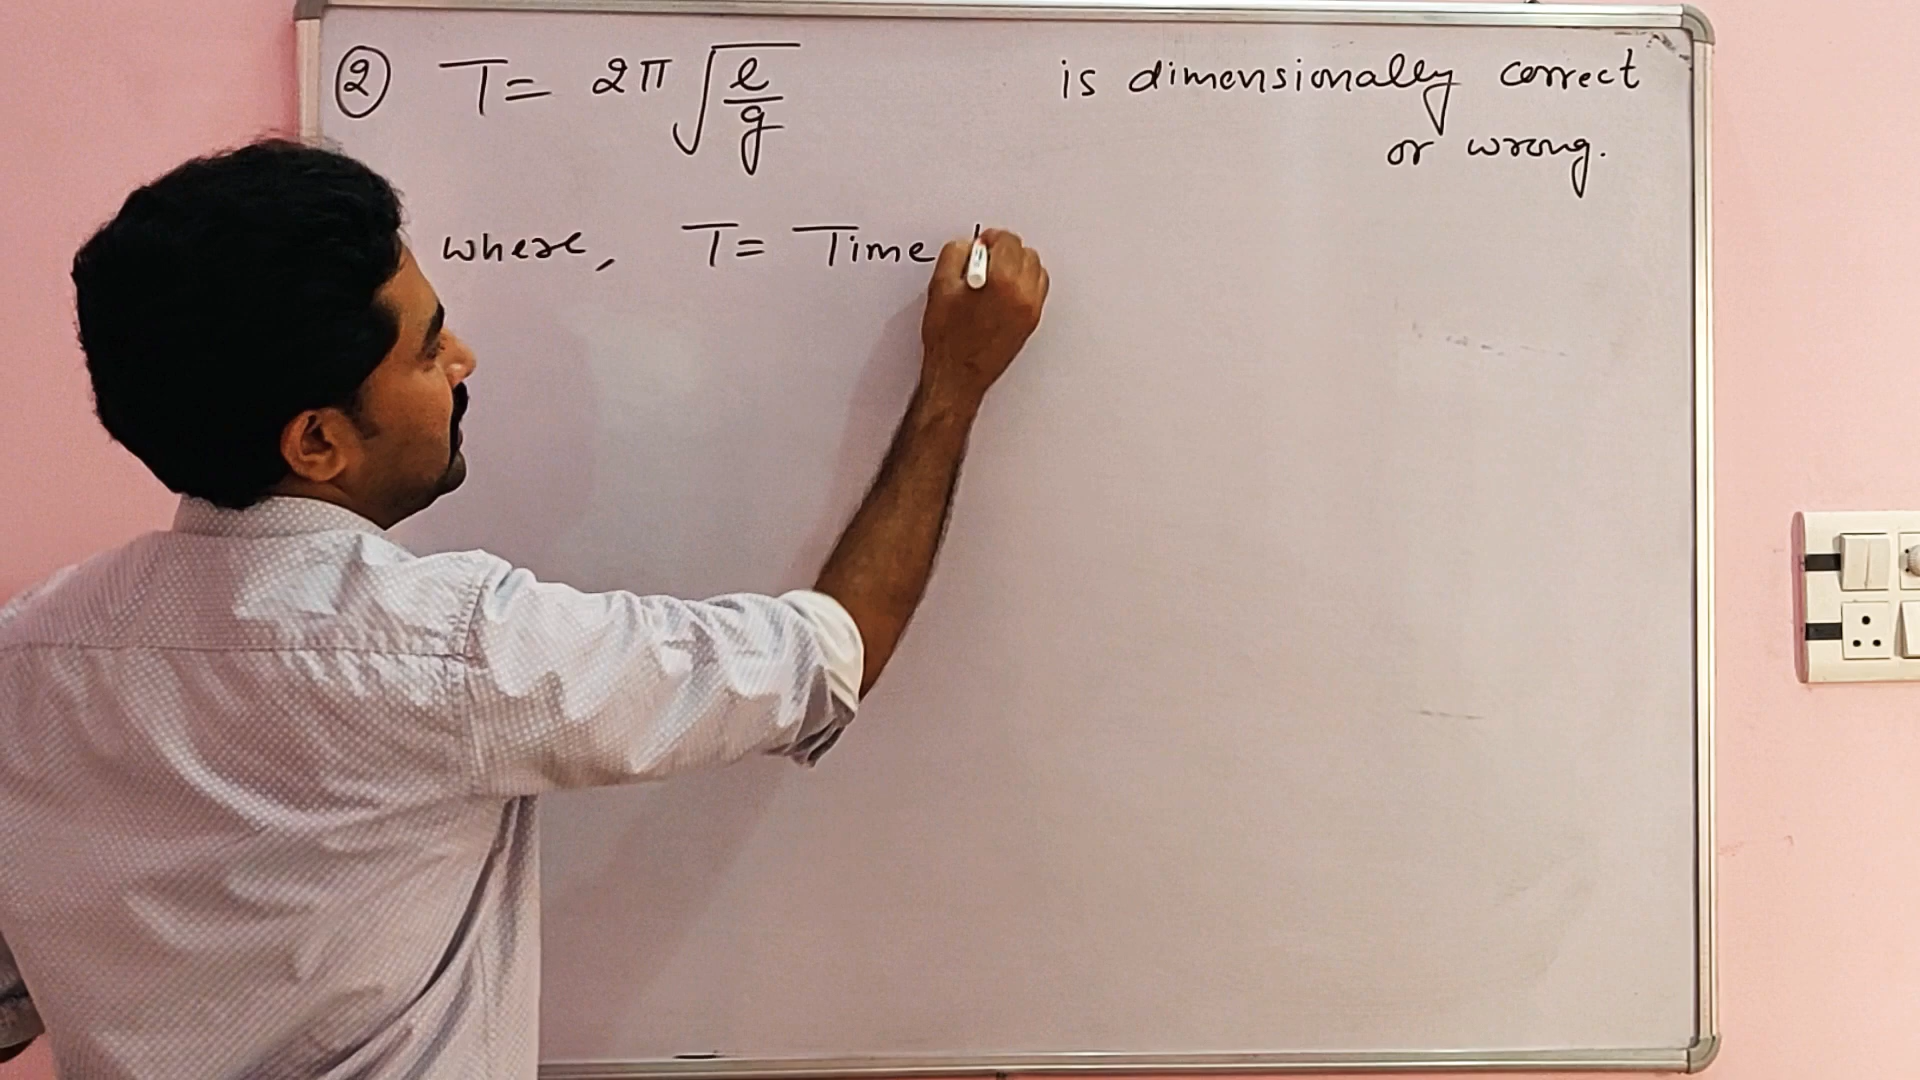 ② T = 2π√(l/g) is dimensionally correct
or wrong.
where, T = Time